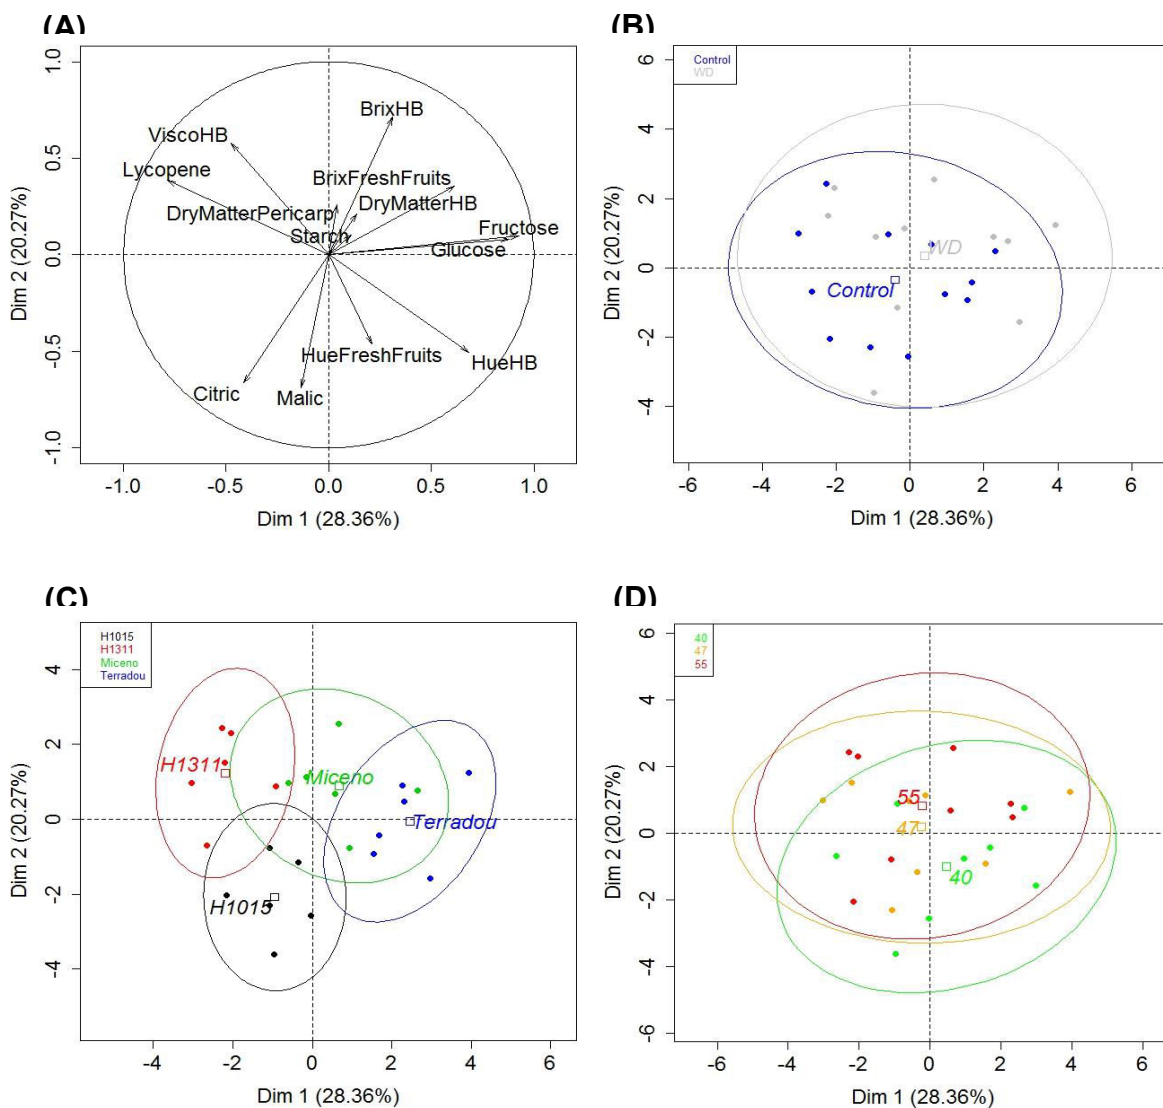 (A)
1.0
0.5
0.0
-0.5
-1.0
Dim 2 (20.27%)
BrixHB
ViscoHB
Lycopene
BrixFreshFruits
DryMatterHB
DryMatterPericarp
Starch
Fructose
Glucose
HueFreshFruits
HueHB
Citric
Malic
-1.0 -0.5 0.0 0.5 1.0
Dim 1 (28.36%)
(B)
Control
WD
6
4
2
0
-2
-4
Dim 2 (20.27%)
WD
Control
-6 -4 -2 0 2 4 6
Dim 1 (28.36%)
(C)
H1015
H1311
Miceno
Terradou
4
2
0
-2
-4
Dim 2 (20.27%)
H1311
Miceno
Terradou
H1015
-4 -2 0 2 4
Dim 1 (28.36%)
(D)
40
47
55
6
4
2
0
-2
-4
-6
Dim 2 (20.27%)
55
47
40
-6 -4 -2 0 2 4 6
Dim 1 (28.36%)